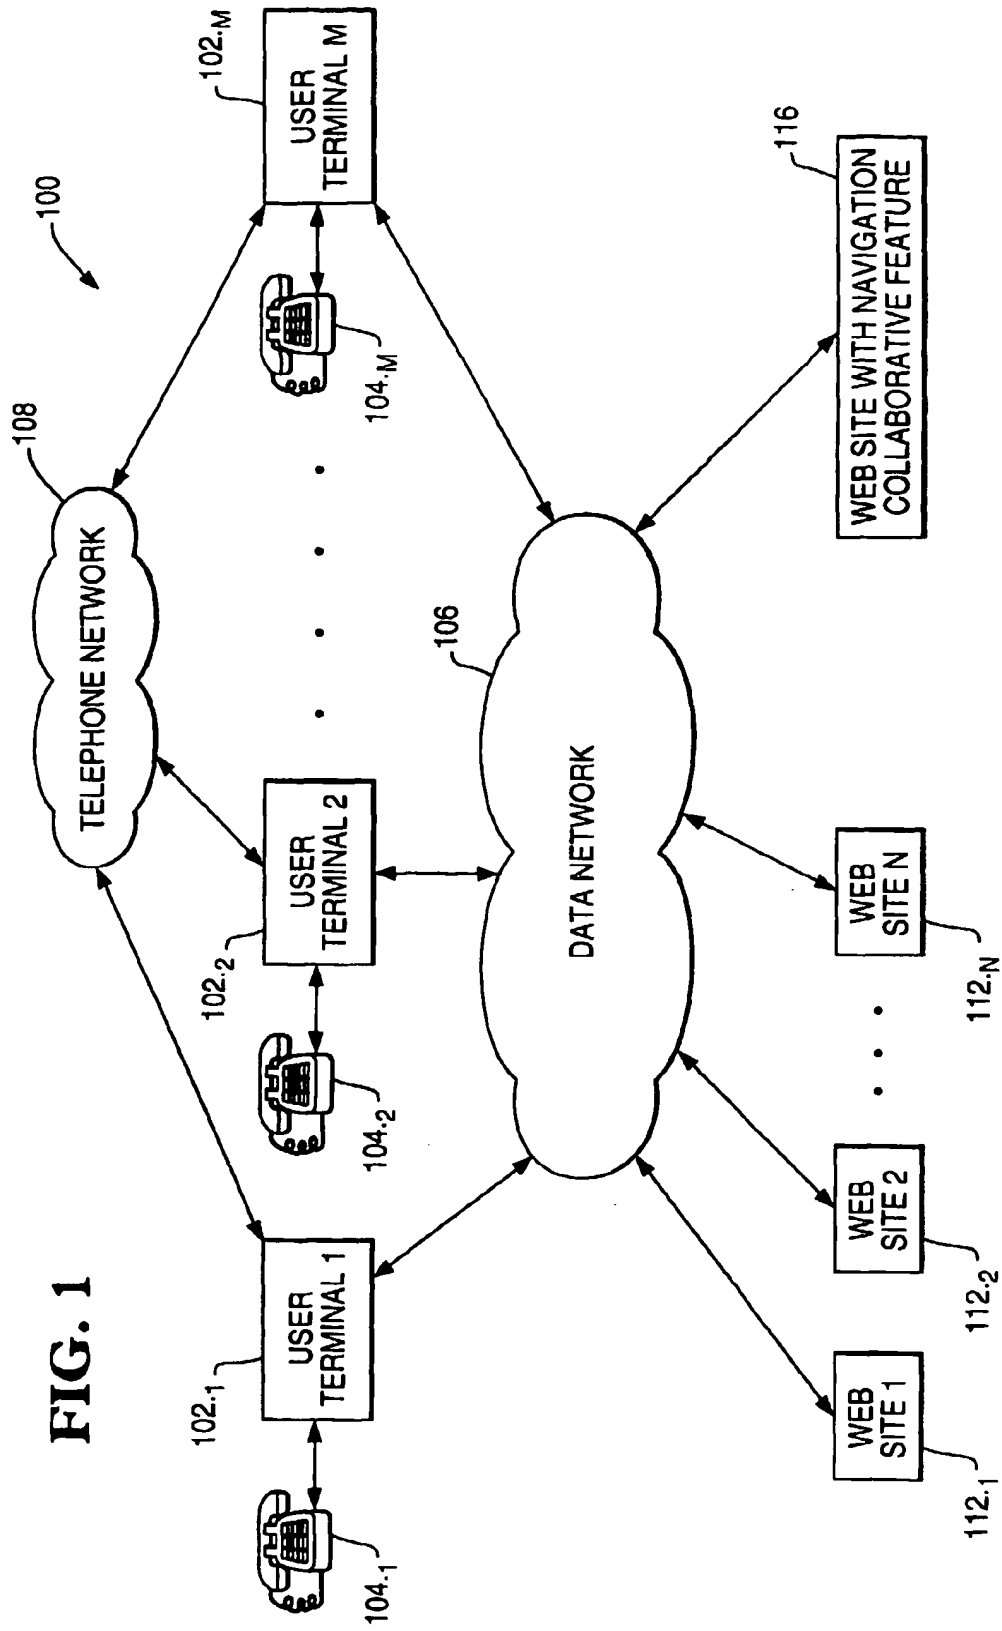 FIG. 1
100
108
TELEPHONE NETWORK
102.1
USER
TERMINAL 1
104.1
102.2
USER
TERMINAL 2
104.2
102.M
USER
TERMINAL M
104.M
106
DATA NETWORK
WEB
SITE 1
112.1
WEB
SITE 2
112.2
WEB
SITE N
112.N
116
WEB SITE WITH NAVIGATION
COLLABORATIVE FEATURE